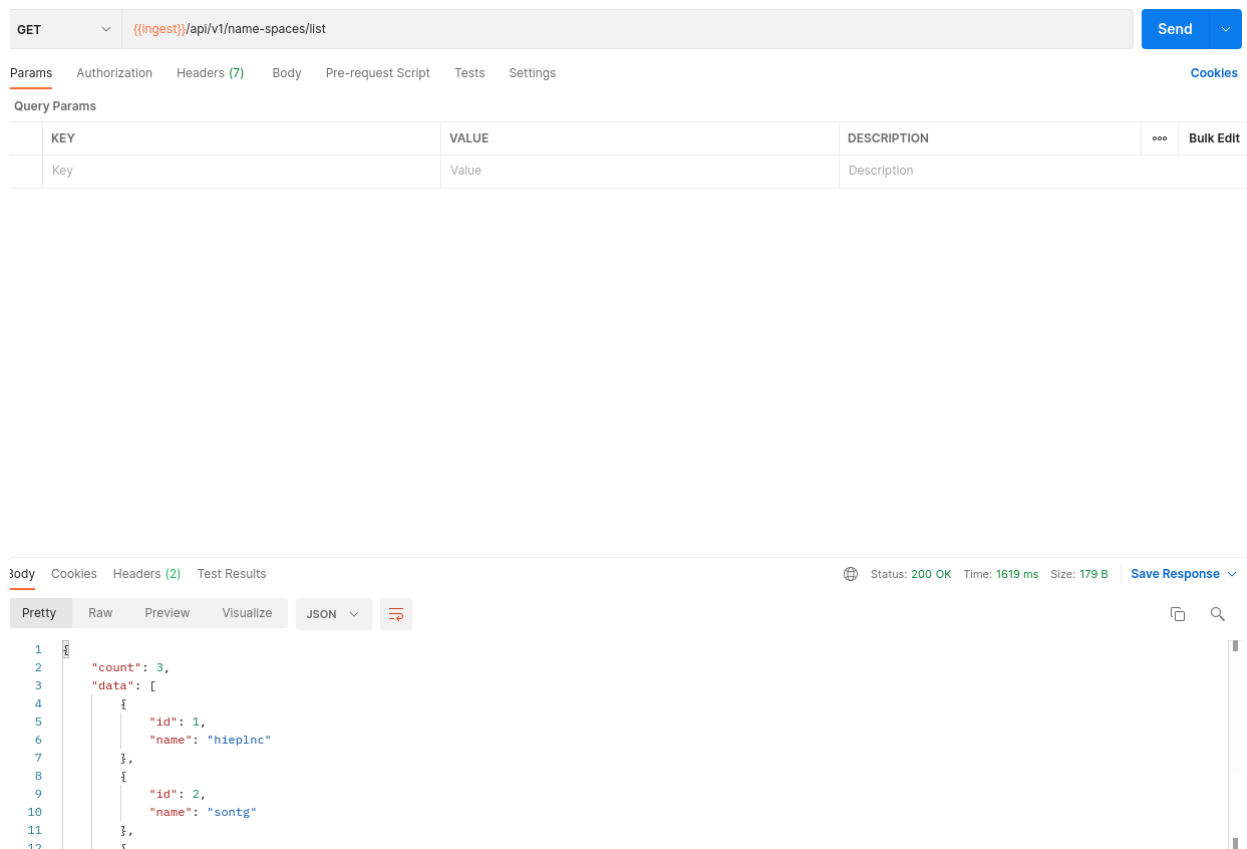 GET {{ingest}}/api/v1/name-spaces/list Send
Params Authorization Headers (7) Body Pre-request Script Tests Settings Cookies
Query Params
KEY VALUE DESCRIPTION ooo Bulk Edit
Key Value Description
Body Cookies Headers (2) Test Results Status: 200 OK Time: 1619 ms Size: 179 B Save Response
Pretty Raw Preview Visualize JSON
1 {
2 "count": 3,
3 "data": [
4 {
5 "id": 1,
6 "name": "hieplnc"
7 },
8 {
9 "id": 2,
10 "name": "sontg"
11 },
12 {